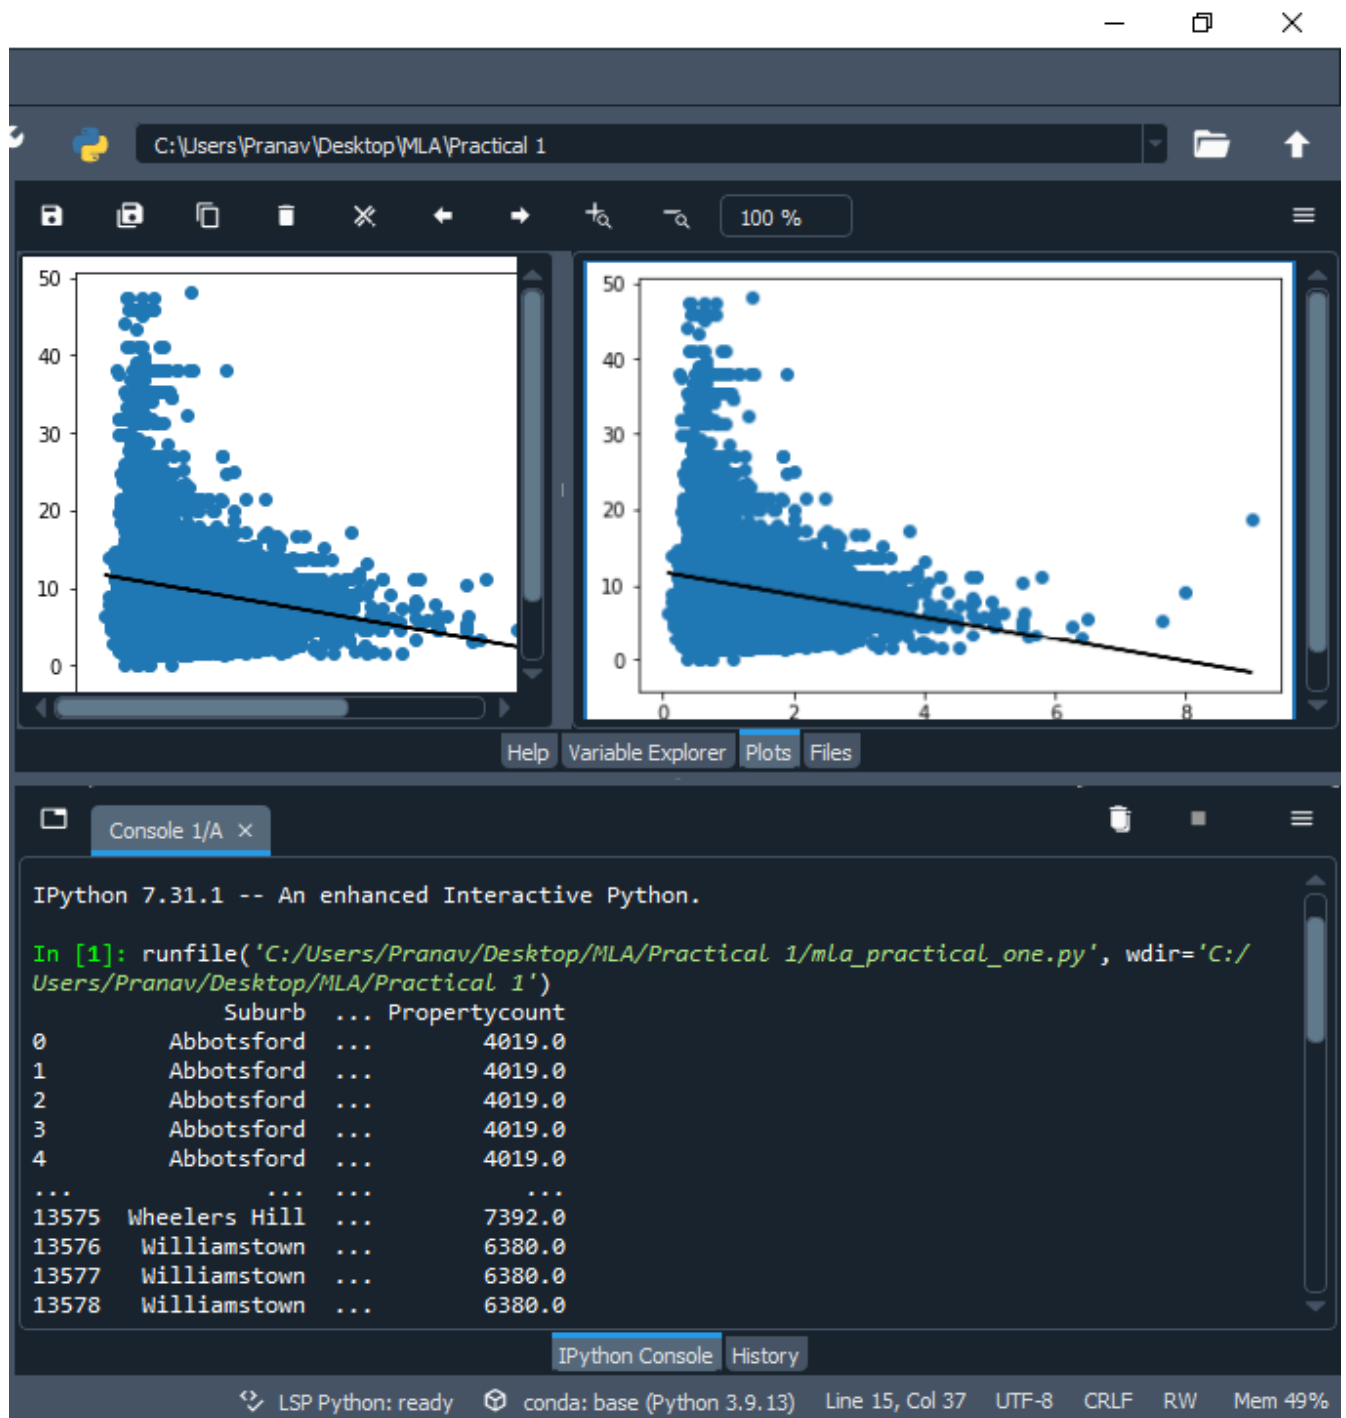 C:\Users\Pranav\Desktop\MLA\Practical 1
100 %
50
40
30
20
10
0
50
40
30
20
10
0
0 2 4 6 8
Help Variable Explorer Plots Files
Console 1/A ×
IPython 7.31.1 -- An enhanced Interactive Python.
In [1]: runfile('C:/Users/Pranav/Desktop/MLA/Practical 1/mla_practical_one.py', wdir='C:/
Users/Pranav/Desktop/MLA/Practical 1')
Suburb ... Propertycount
0 Abbotsford ... 4019.0
1 Abbotsford ... 4019.0
2 Abbotsford ... 4019.0
3 Abbotsford ... 4019.0
4 Abbotsford ... 4019.0
... ... ... ...
13575 Wheelers Hill ... 7392.0
13576 Williamstown ... 6380.0
13577 Williamstown ... 6380.0
13578 Williamstown ... 6380.0
IPython Console History
LSP Python: ready conda: base (Python 3.9.13) Line 15, Col 37 UTF-8 CRLF RW Mem 49%